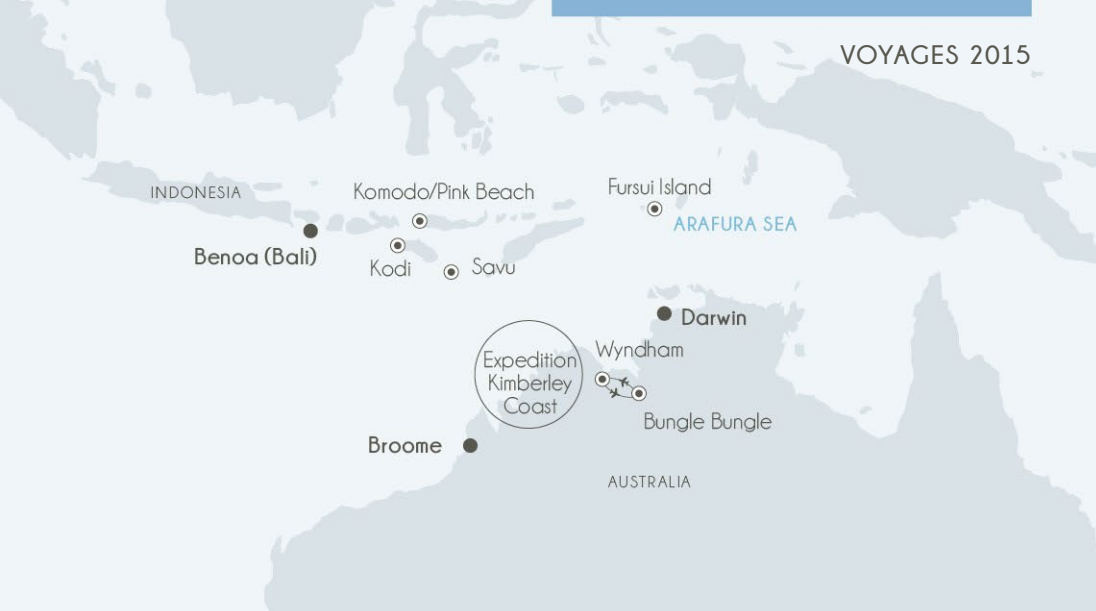 VOYAGES 2015
INDONESIA
Komodo/Pink Beach
Fursui Island
ARAFURA SEA
Benoa (Bali)
Kodi
Savu
Darwin
Wyndham
Expedition
Kimberley
Coast
Bungle Bungle
Broome
AUSTRALIA